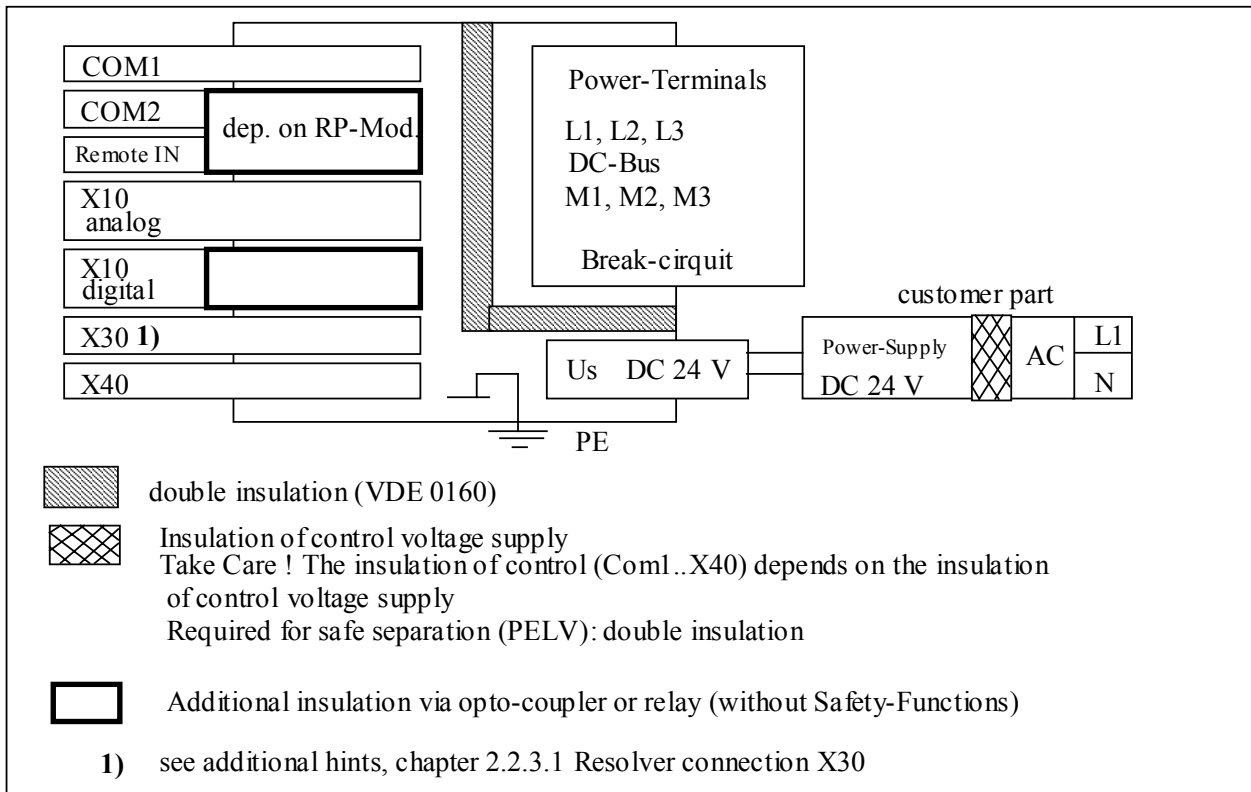 COM1
COM2
dep. on RP-Mod.
Remote IN
X10
analog
X10
digital
X30 1)
X40
Power-Terminals
L1, L2, L3
DC-Bus
M1, M2, M3
Break-cirquit
customer part
Us DC 24 V
Power-Supply
DC 24 V
AC
L1
N
PE
double insulation (VDE 0160)
Insulation of control voltage supply
Take Care ! The insulation of control (Com1..X40) depends on the insulation
of control voltage supply
Required for safe separation (PELV): double insulation
Additional insulation via opto-coupler or relay (without Safety-Functions)
1) see additional hints, chapter 2.2.3.1 Resolver connection X30